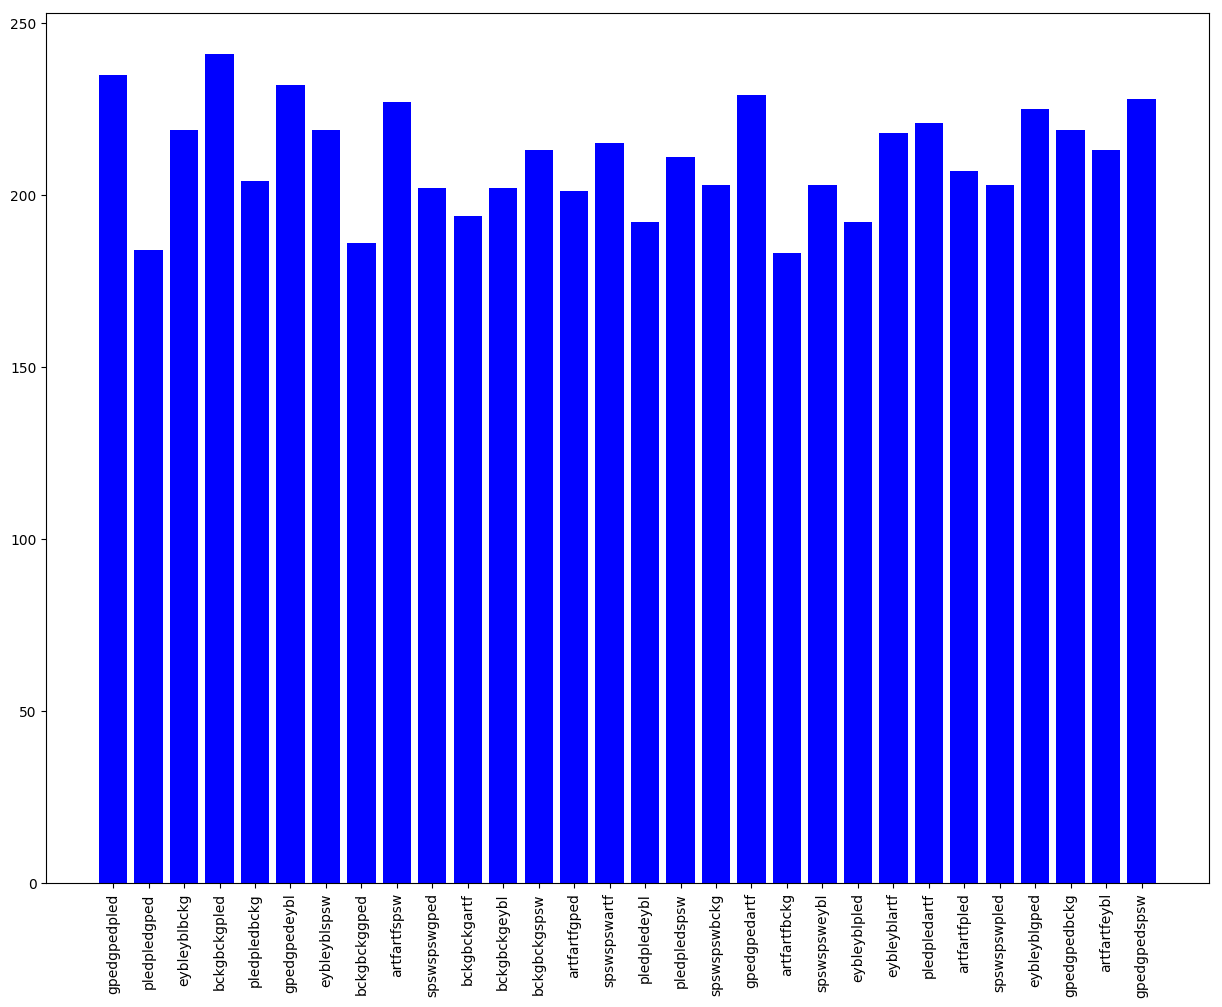 250
200
150
100
50
0
gpedgpedpled
pledpledgped
eybleyblbckg
bckgbckgpled
pledpledbckg
gpedgpedeybl
eybleyblspsw
bckgbckggped
artfartfspsw
spswspswgped
bckgbckgartf
bckgbckgeybl
bckgbckgspsw
artfartfgped
spswspswartf
pledpledeybl
pledpledspsw
spswspswbckg
gpedgpedartf
artfartfbckg
spswspsweybl
eybleyblpled
eybleyblartf
pledpledartf
artfartfpled
spswspswpled
eybleyblgped
gpedgpedbckg
artfartfeybl
gpedgpedspsw